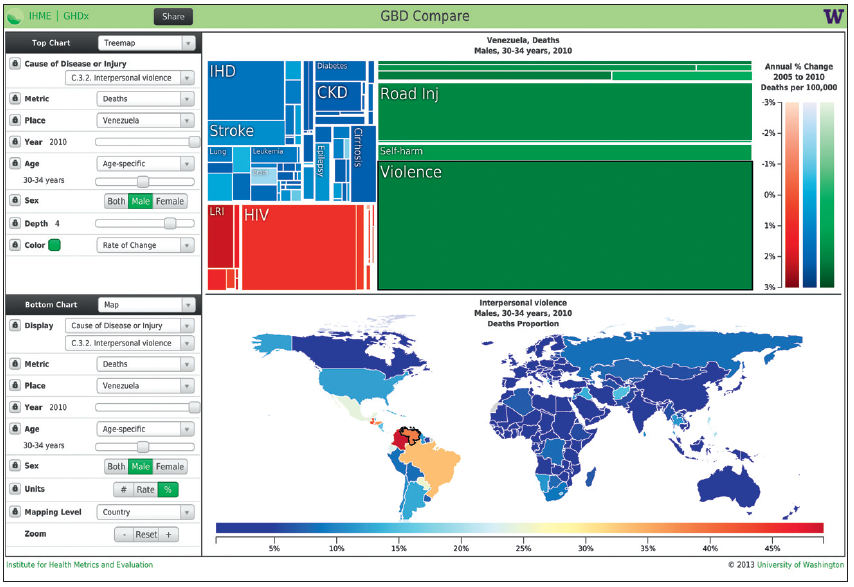 IHME | GHDx
Share
GBD Compare
W
Top Chart
Treemap
Cause of Disease or Injury
C.3.2. Interpersonal violence
Metric
Deaths
Place
Venezuela
Year 2010
Age
Age-specific
30-34 years
Sex
Both Male Female
Depth 4
Color
Rate of Change
Venezuela, Deaths
Males, 30-34 years, 2010
IHD
Stroke
Lung
Leukemia
Diabetes
CKD
Epilepsy
Cirrhosis
LRI
HIV
Road Inj
Self-harm
Violence
Annual % Change
2005 to 2010
Deaths per 100,000
-3%
-2%
-1%
0%
1%
2%
3%
Bottom Chart
Map
Display
Cause of Disease or Injury
C.3.2. Interpersonal violence
Metric
Deaths
Place
Venezuela
Year 2010
Age
Age-specific
30-34 years
Sex
Both Male Female
Units
# Rate %
Mapping Level
Country
Zoom
- Reset +
Interpersonal violence
Males, 30-34 years, 2010
Deaths Proportion
5% 10% 15% 20% 25% 30% 35% 40% 45%
Institute for Health Metrics and Evaluation
© 2013 University of Washington